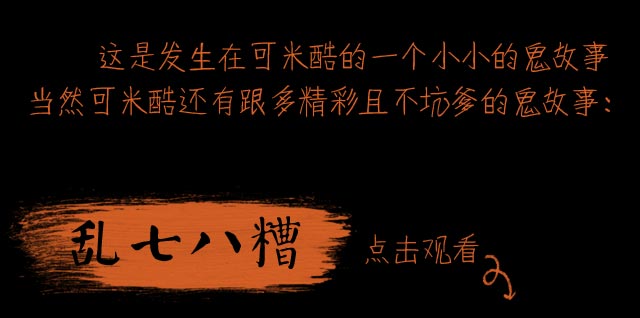 这是发生在可米酷的一个小小的鬼故事
当然可米酷还有跟多精彩且不坑爹的鬼故事：
乱七八糟
点击观看